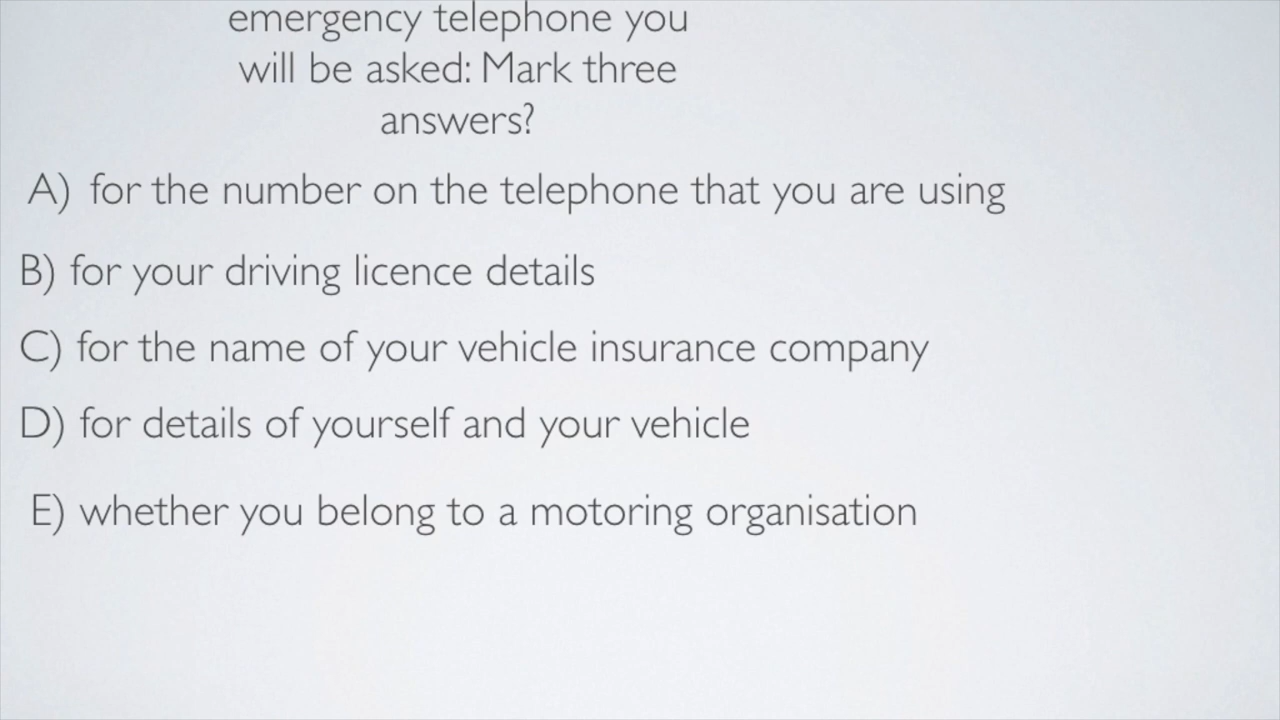 emergency telephone you
will be asked: Mark three
answers?
A) for the number on the telephone that you are using
B) for your driving licence details
C) for the name of your vehicle insurance company
D) for details of yourself and your vehicle
E) whether you belong to a motoring organisation